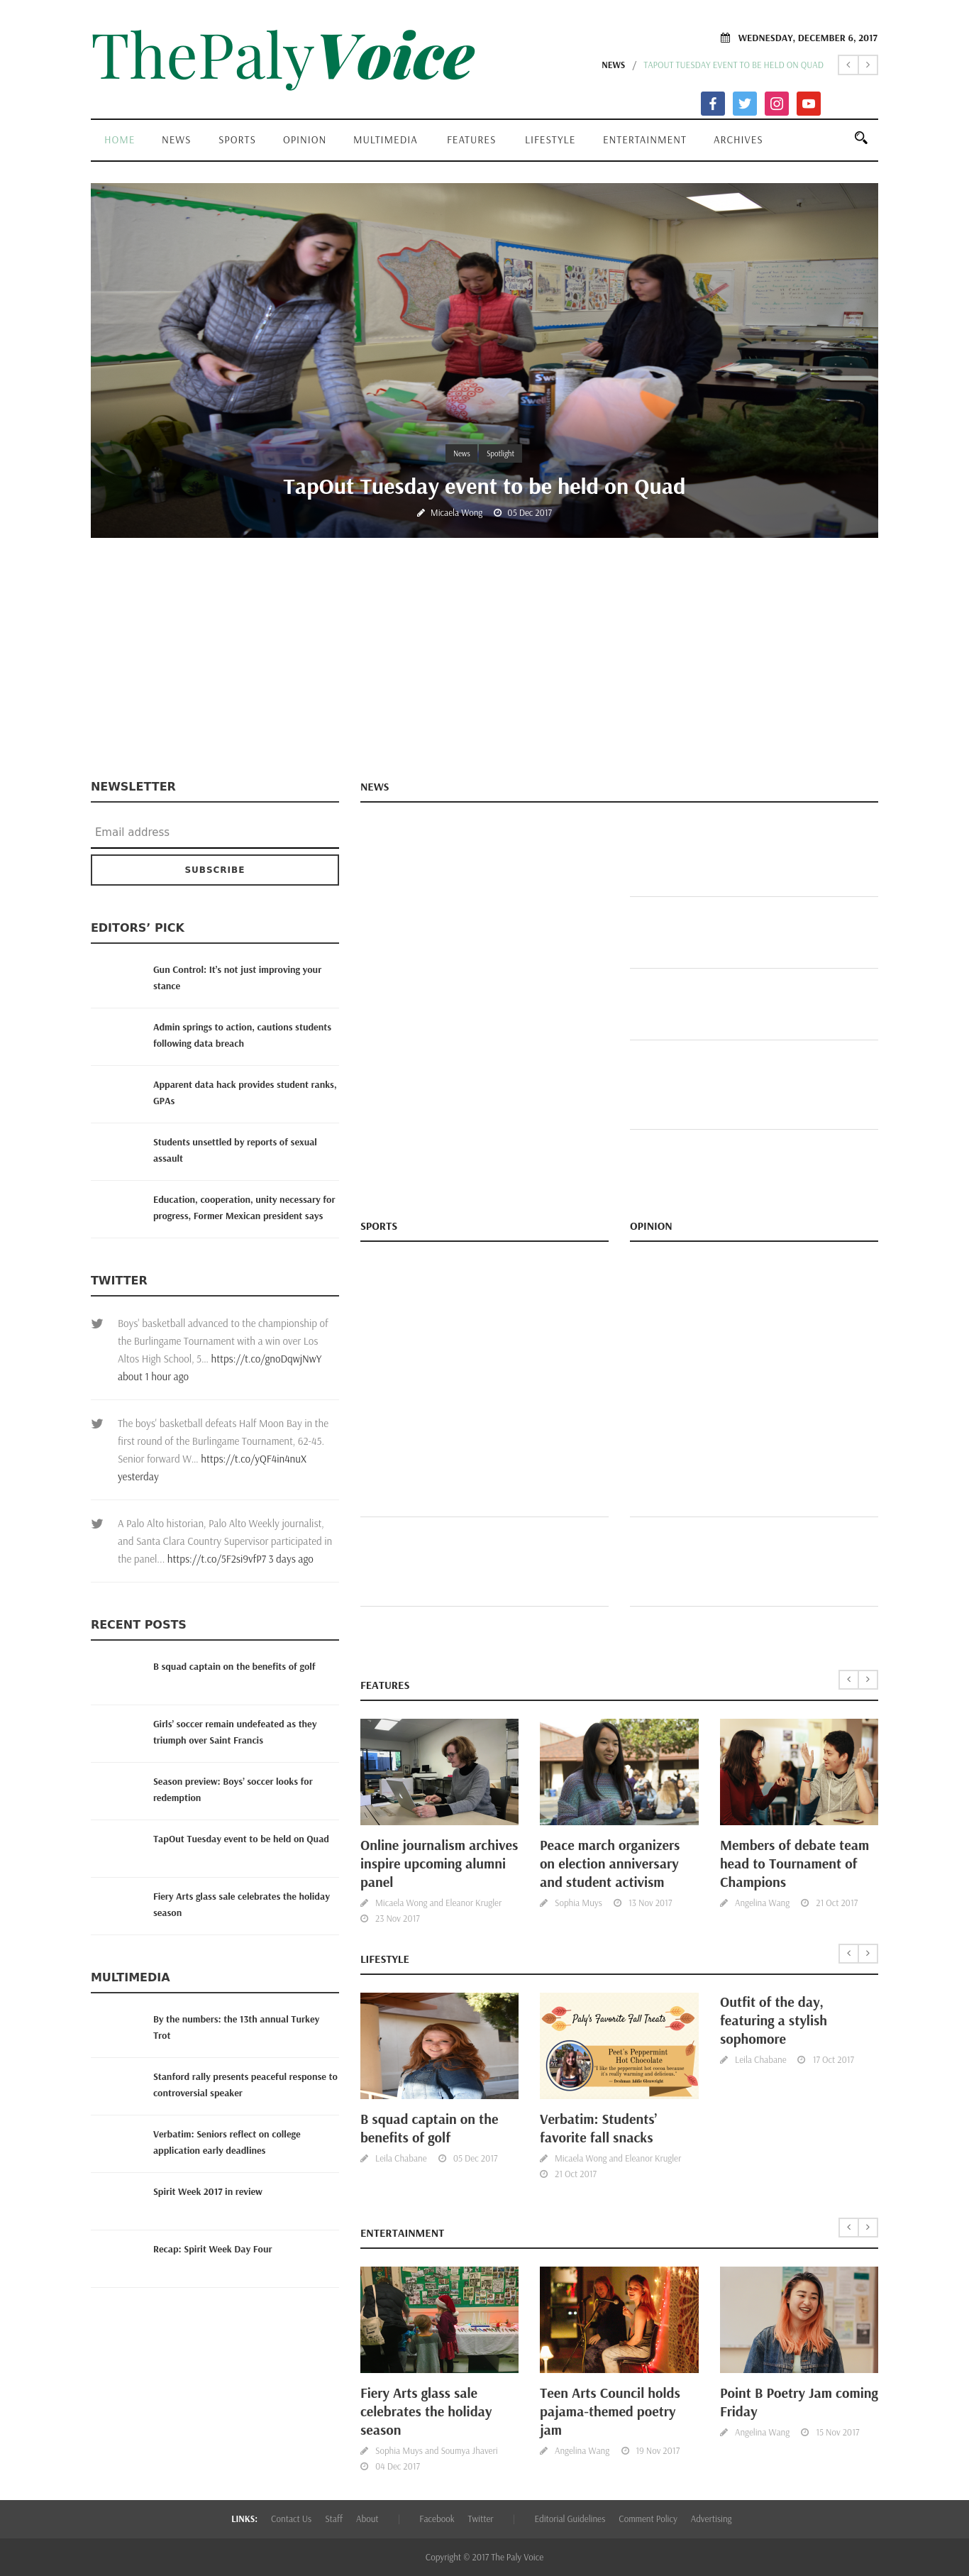 ThePalyVoice
WEDNESDAY, DECEMBER 6, 2017
NEWS / TAPOUT TUESDAY EVENT TO BE HELD ON QUAD
HOME NEWS SPORTS OPINION MULTIMEDIA FEATURES LIFESTYLE ENTERTAINMENT ARCHIVES
News Spotlight
TapOut Tuesday event to be held on Quad
Micaela Wong 05 Dec 2017
NEWSLETTER
Email address
SUBSCRIBE
EDITORS’ PICK
Gun Control: It's not just improving your
stance
Admin springs to action, cautions students
following data breach
Apparent data hack provides student ranks,
GPAs
Students unsettled by reports of sexual
assault
Education, cooperation, unity necessary for
progress, Former Mexican president says
TWITTER
Boys' basketball advanced to the championship of
the Burlingame Tournament with a win over Los
Altos High School, 5... https://t.co/gnoDqwjNwY
about 1 hour ago
The boys' basketball defeats Half Moon Bay in the
first round of the Burlingame Tournament, 62-45.
Senior forward W... https://t.co/yQF4in4nuX
yesterday
A Palo Alto historian, Palo Alto Weekly journalist,
and Santa Clara Country Supervisor participated in
the panel... https://t.co/5F2si9vfP7 3 days ago
RECENT POSTS
B squad captain on the benefits of golf
Girls' soccer remain undefeated as they
triumph over Saint Francis
Season preview: Boys' soccer looks for
redemption
TapOut Tuesday event to be held on Quad
Fiery Arts glass sale celebrates the holiday
season
MULTIMEDIA
By the numbers: the 13th annual Turkey
Trot
Stanford rally presents peaceful response to
controversial speaker
Verbatim: Seniors reflect on college
application early deadlines
Spirit Week 2017 in review
Recap: Spirit Week Day Four
NEWS
SPORTS
OPINION
FEATURES
Online journalism archives
inspire upcoming alumni
panel
Micaela Wong and Eleanor Krugler
23 Nov 2017
Peace march organizers
on election anniversary
and student activism
Sophia Muys 13 Nov 2017
Members of debate team
head to Tournament of
Champions
Angelina Wang 21 Oct 2017
LIFESTYLE
B squad captain on the
benefits of golf
Leila Chabane 05 Dec 2017
Paly's Favorite Fall Treats
Peet's Peppermint
Hot Chocolate
"I like the peppermint hot cocoa because
it's really warming and delicious."
Verbatim: Students’
favorite fall snacks
Micaela Wong and Eleanor Krugler
21 Oct 2017
Outfit of the day,
featuring a stylish
sophomore
Leila Chabane 17 Oct 2017
ENTERTAINMENT
Fiery Arts glass sale
celebrates the holiday
season
Sophia Muys and Soumya Jhaveri
04 Dec 2017
Teen Arts Council holds
pajama-themed poetry
jam
Angelina Wang 19 Nov 2017
Point B Poetry Jam coming
Friday
Angelina Wang 15 Nov 2017
LINKS: Contact Us Staff About | Facebook Twitter | Editorial Guidelines Comment Policy Advertising
Copyright © 2017 The Paly Voice